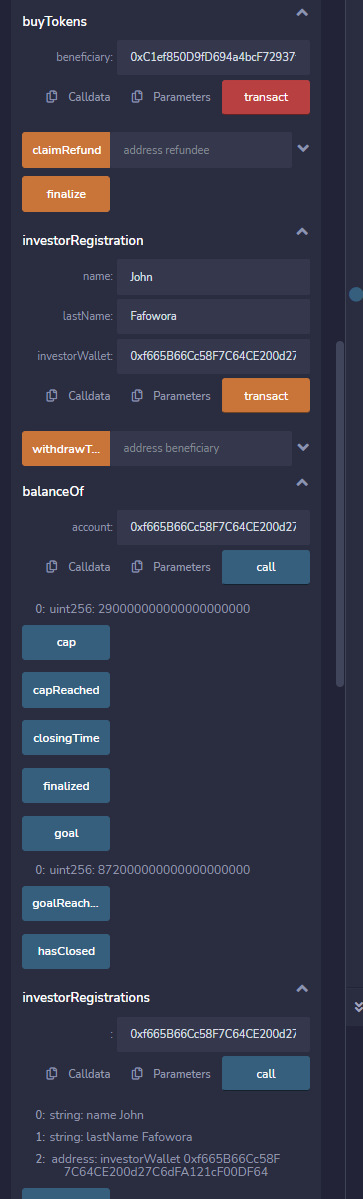 buyTokens
beneficiary: 0xC1ef850D9fD694a4bcF72937
Calldata Parameters transact
claimRefund address refundee
finalize
investorRegistration
name: John
lastName: Fafowora
investorWallet: 0xf665B66Cc58F7C64CE200d27
Calldata Parameters transact
withdrawT... address beneficiary
balanceOf
account: 0xf665B66Cc58F7C64CE200d27
Calldata Parameters call
0: uint256: 290000000000000000000
cap
capReached
closingTime
finalized
goal
0: uint256: 872000000000000000000
goalReach...
hasClosed
investorRegistrations
: 0xf665B66Cc58F7C64CE200d27
Calldata Parameters call
0: string: name John
1: string: lastName Fafowora
2: address: investorWallet 0xf665B66Cc58F
7C64CE200d27C6dFA121cF00DF64